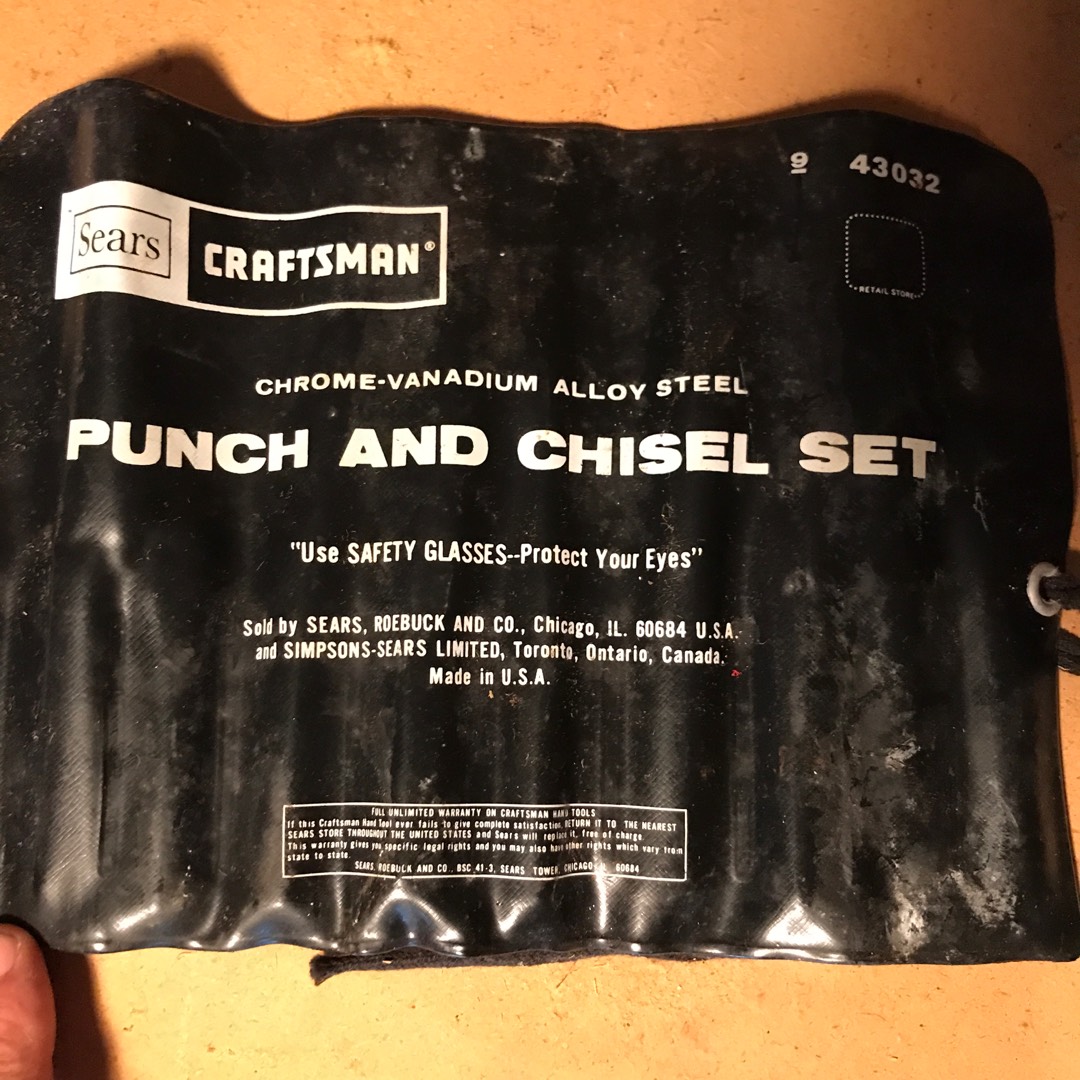 9 43032
Sears CRAFTSMAN®
RETAIL STORE
CHROME-VANADIUM ALLOY STEEL
PUNCH AND CHISEL SET
"Use SAFETY GLASSES--Protect Your Eyes"
Sold by SEARS, ROEBUCK AND CO., Chicago, IL. 60684 U.S.A.
and SIMPSONS-SEARS LIMITED, Toronto, Ontario, Canada.
Made in U.S.A.
FULL UNLIMITED WARRANTY ON CRAFTSMAN HAND TOOLS
If this Craftsman Hand Tool ever fails to give complete satisfaction, RETURN IT TO THE NEAREST
SEARS STORE THROUGHOUT THE UNITED STATES and Sears will replace it, free of charge.
This warranty gives you specific legal rights and you may also have other rights which vary from
state to state.
SEARS, ROEBUCK AND CO., BSC 41-3, SEARS TOWER, CHICAGO, IL 60684